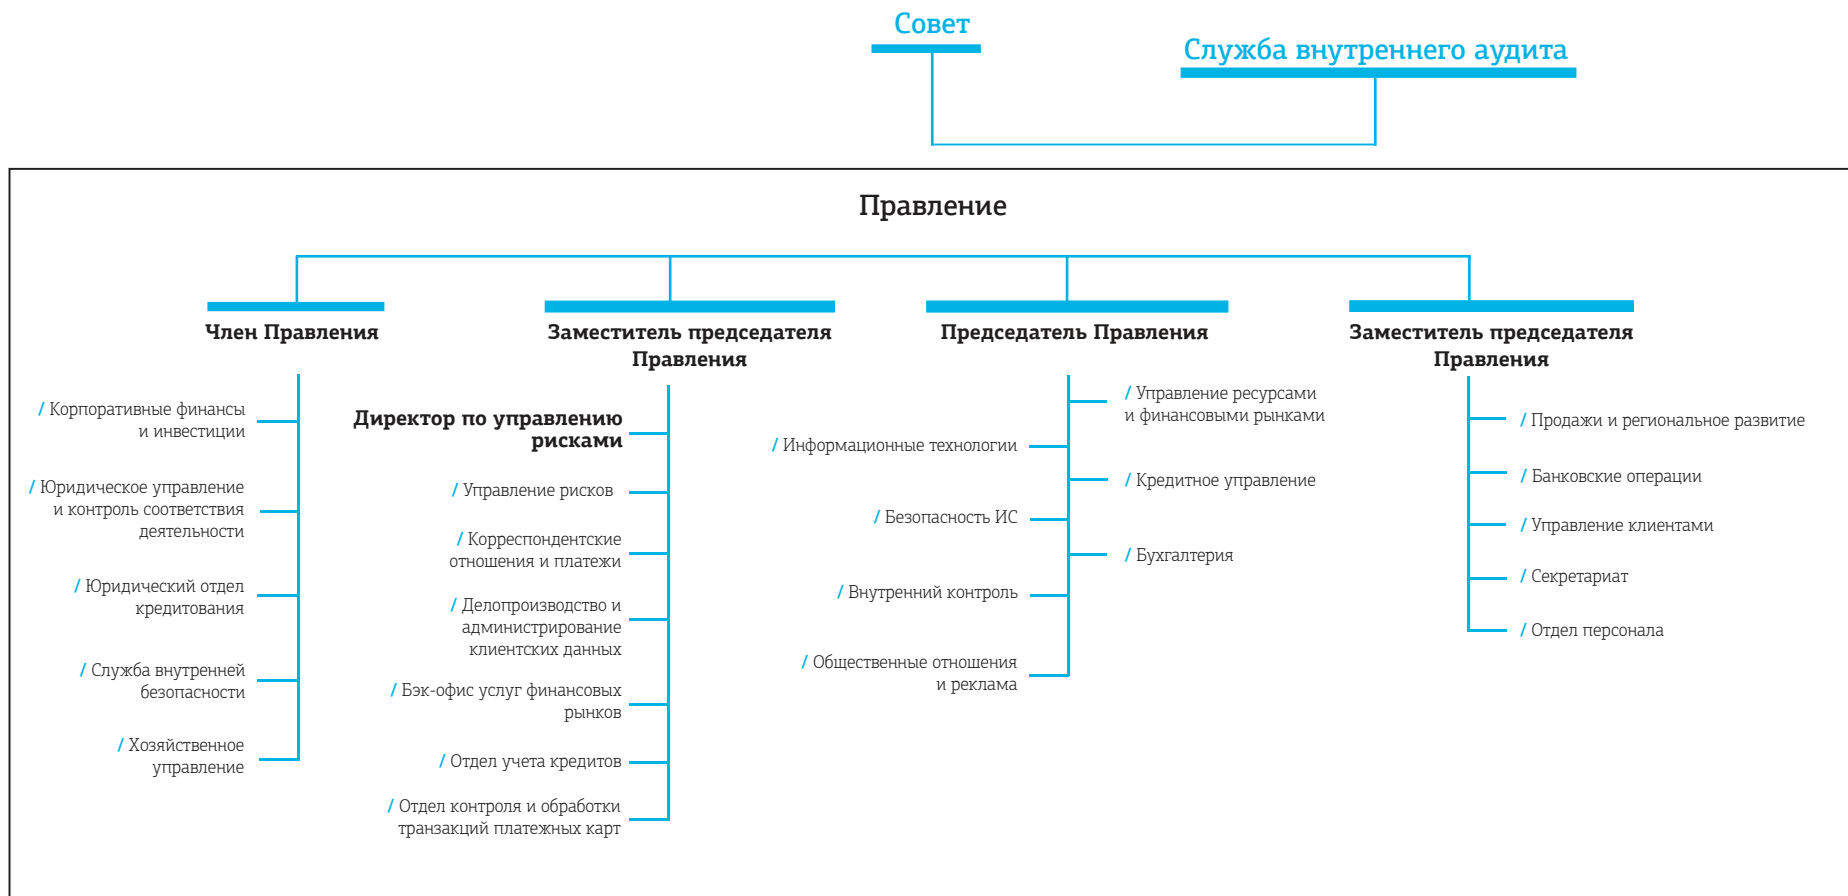 Совет
Служба внутреннего аудита
Правление
Член Правления
/ Корпоративные финансы
и инвестиции
/ Юридическое управление
и контроль соответствия
деятельности
/ Юридический отдел
кредитования
/ Служба внутренней
безопасности
/ Хозяйственное
управление
Заместитель председателя
Правления
Директор по управлению
рисками
/ Управление рисков
/ Корреспондентские
отношения и платежи
/ Делопроизводство и
администрирование
клиентских данных
/ Бэк-офис услуг финансовых
рынков
/ Отдел учета кредитов
/ Отдел контроля и обработки
транзакций платежных карт
Председатель Правления
/ Информационные технологии
/ Безопасность ИС
/ Внутренний контроль
/ Общественные отношения
и реклама
/ Управление ресурсами
и финансовыми рынками
/ Кредитное управление
/ Бухгалтерия
Заместитель председателя
Правления
/ Продажи и региональное развитие
/ Банковские операции
/ Управление клиентами
/ Секретариат
/ Отдел персонала